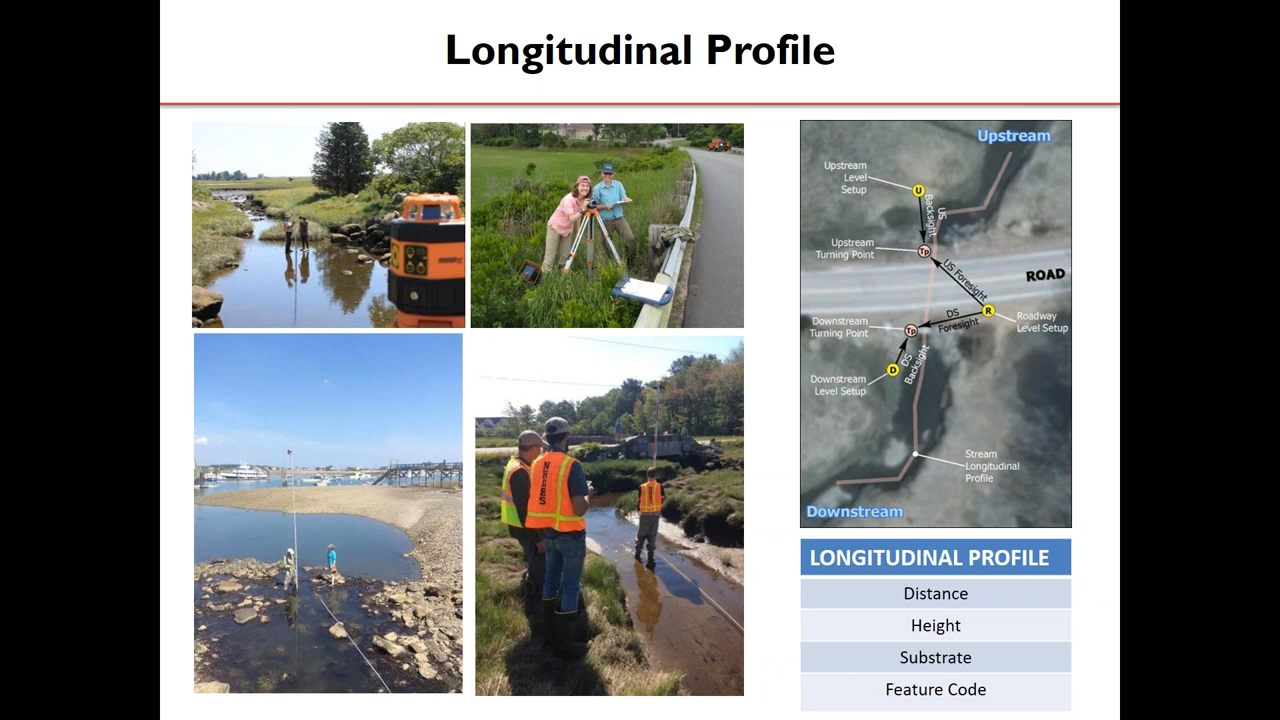 Longitudinal Profile
Upstream
Upstream
Level
Setup
US
Backsight
Upstream
Turning Point
Tp
U
US Foresight
ROAD
DS
Foresight
R
Roadway
Level Setup
Downstream
Turning Point
Tp
DS
Backsight
D
Downstream
Level Setup
Stream
Longitudinal
Profile
Downstream
LONGITUDINAL PROFILE
Distance
Height
Substrate
Feature Code